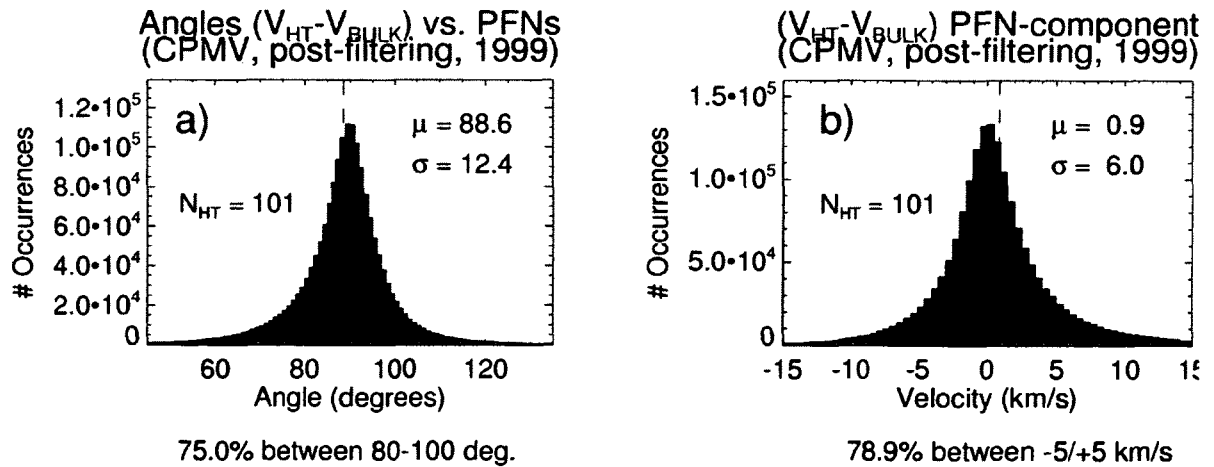 Angles (V_HT-V_BULK) vs. PFNs
(CPMV, post-filtering, 1999)
1.2•10^5
1.0•10^5
8.0•10^4
6.0•10^4
4.0•10^4
2.0•10^4
0
# Occurrences
a)
μ = 88.6
σ = 12.4
N_HT = 101
60 80 100 120
Angle (degrees)
75.0% between 80-100 deg.
(V_HT-V_BULK) PFN-component
(CPMV, post-filtering, 1999)
1.5•10^5
1.0•10^5
5.0•10^4
0
# Occurrences
b)
μ = 0.9
σ = 6.0
N_HT = 101
-15 -10 -5 0 5 10 15
Velocity (km/s)
78.9% between -5/+5 km/s